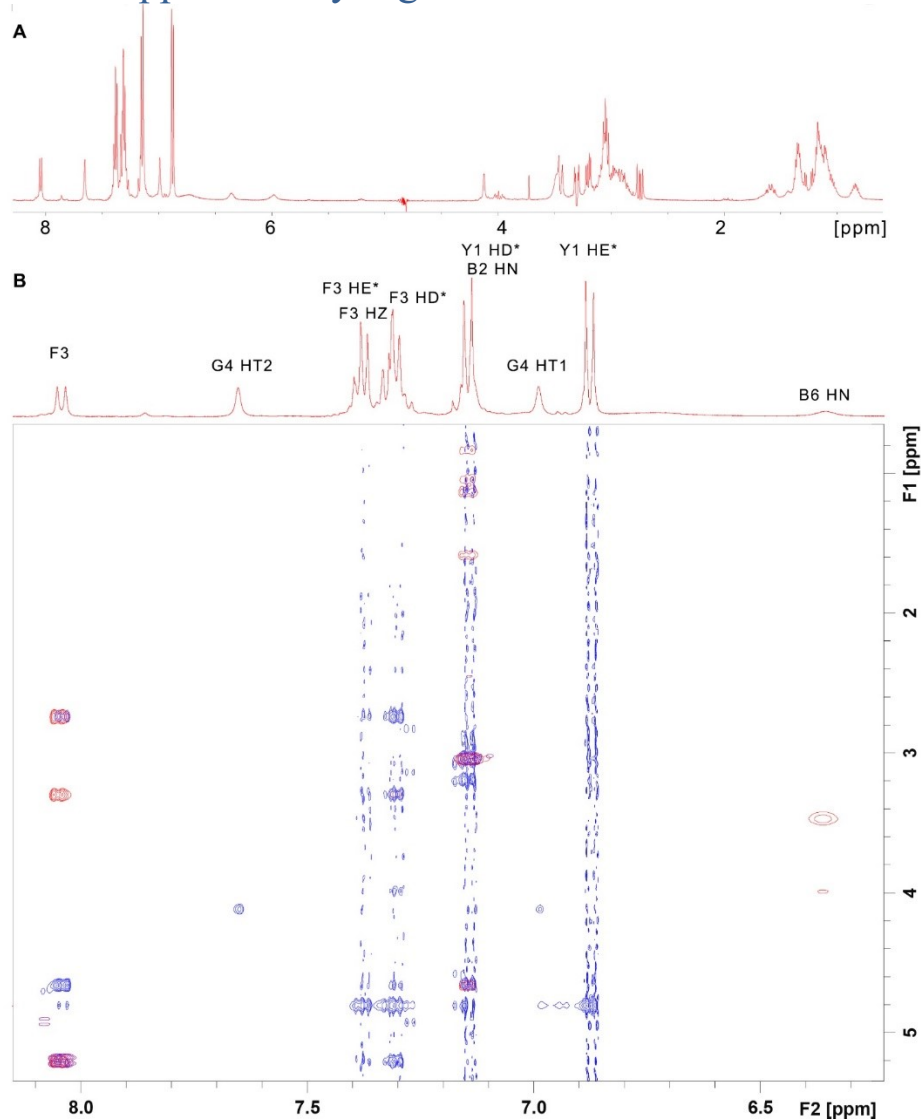 A
8 6 4 2 [ppm]
Y1 HD* Y1 HE*
B B2 HN
F3 HE*
F3 HD*
F3 HZ
F3 G4 HT2 G4 HT1
B6 HN
F1 [ppm]
1
2
3
4
5
8.0 7.5 7.0 6.5 F2 [ppm]